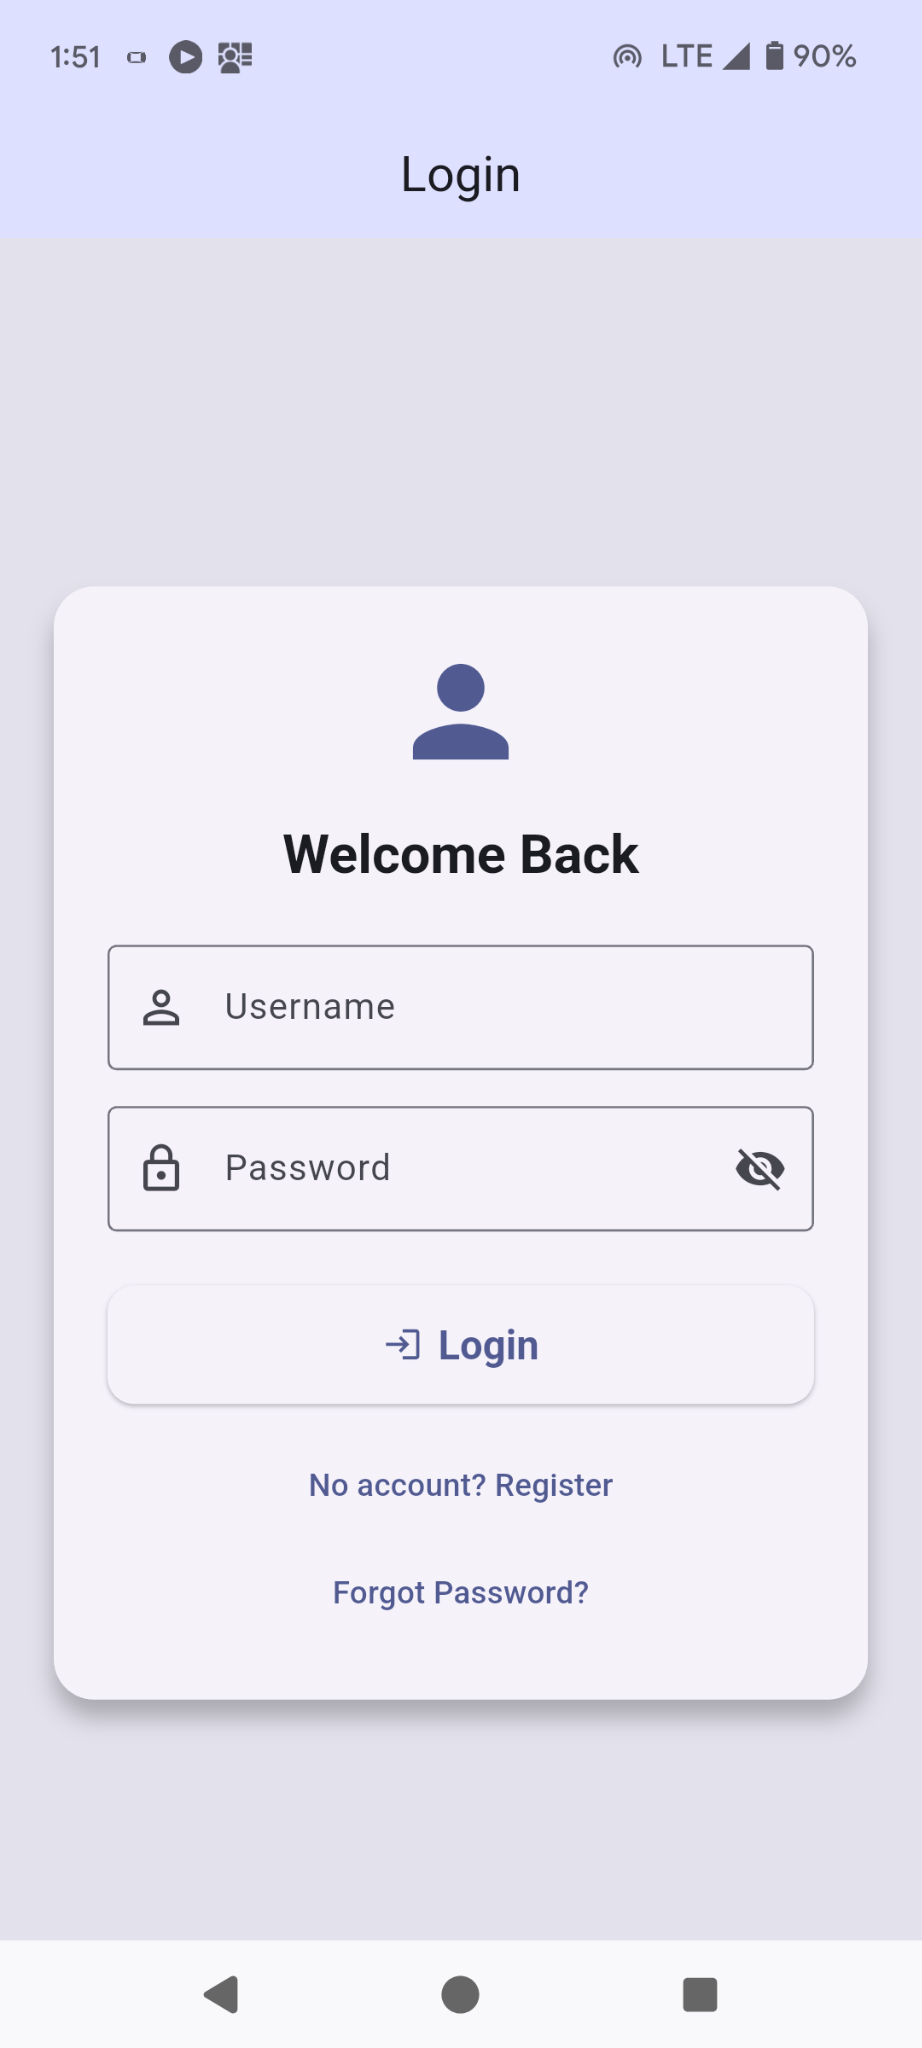 1:51 LTE 90%
Login
Welcome Back
Username
Password
Login
No account? Register
Forgot Password?